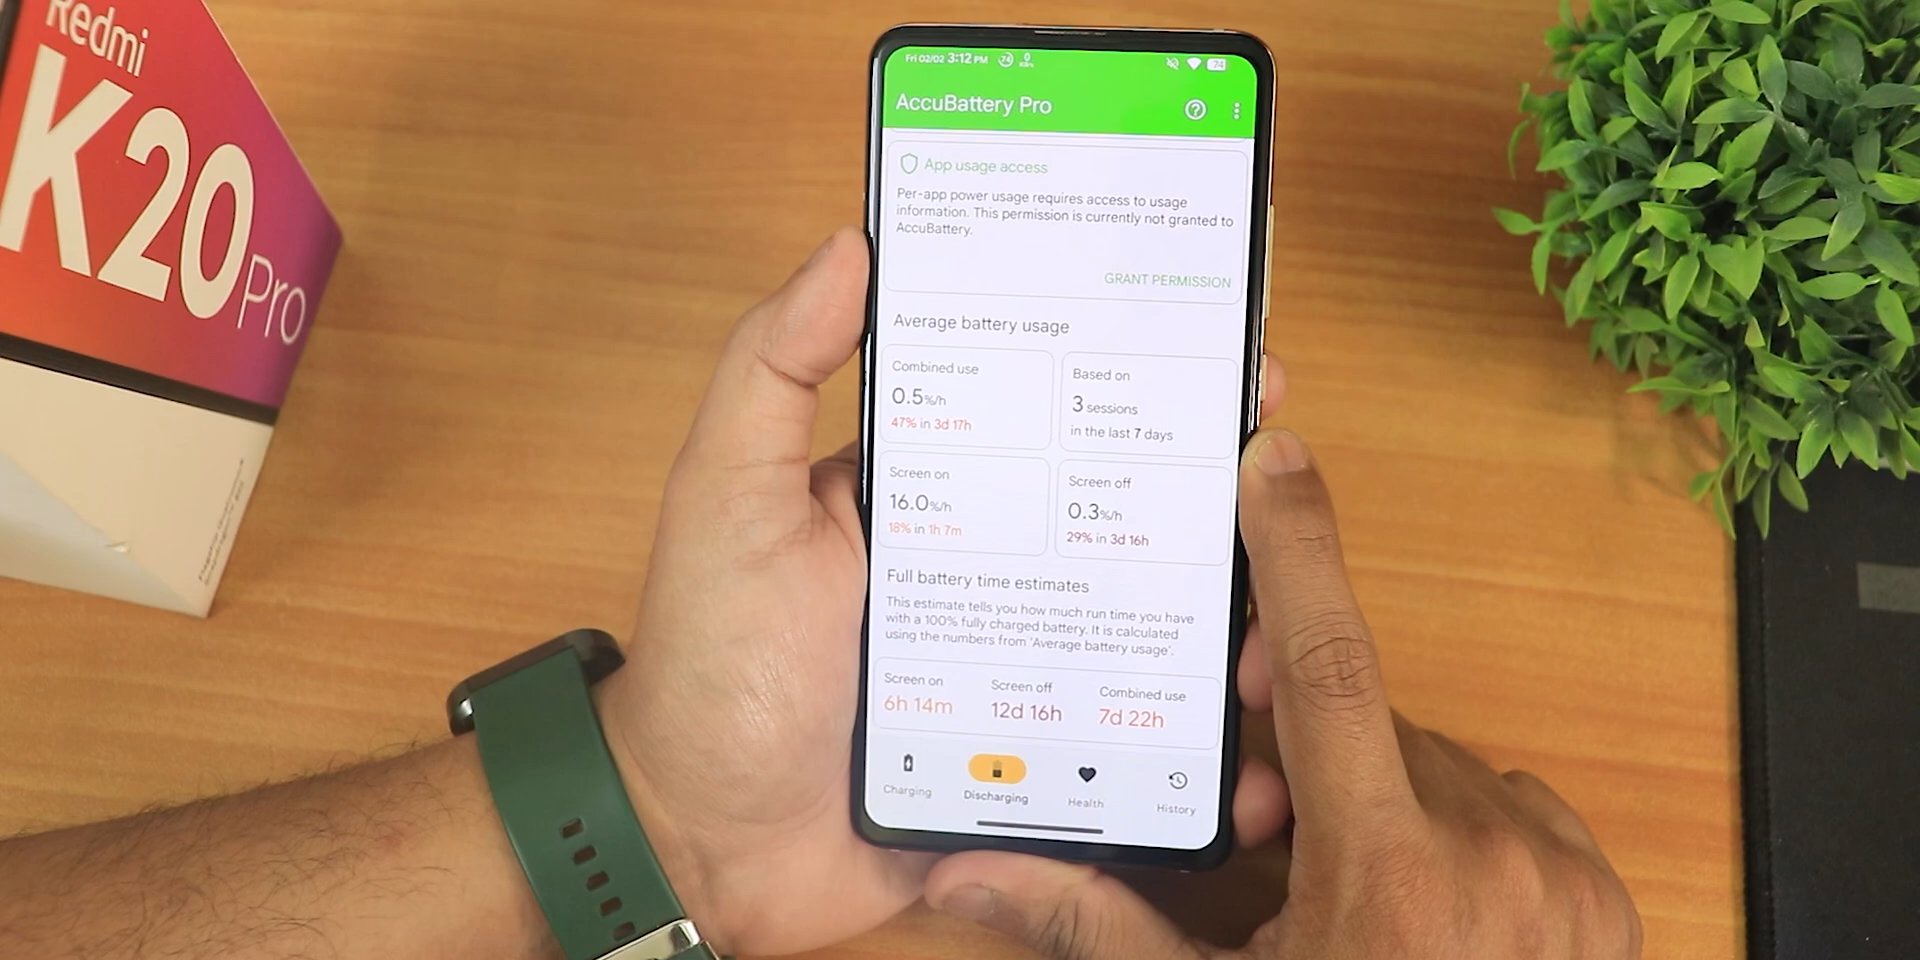 Redmi
K20 Pro
Fri 02/02 3:12 PM 74 0 KB/s 74
AccuBattery Pro
App usage access
Per-app power usage requires access to usage
information. This permission is currently not granted to
AccuBattery.
GRANT PERMISSION
Average battery usage
Combined use
0.5%/h
47% in 3d 17h
Based on
3 sessions
in the last 7 days
Screen on
16.0%/h
18% in 1h 7m
Screen off
0.3%/h
29% in 3d 16h
Full battery time estimates
This estimate tells you how much run time you have
with a 100% fully charged battery. It is calculated
using the numbers from 'Average battery usage'.
Screen on
6h 14m
Screen off
12d 16h
Combined use
7d 22h
Charging
Discharging
Health
History